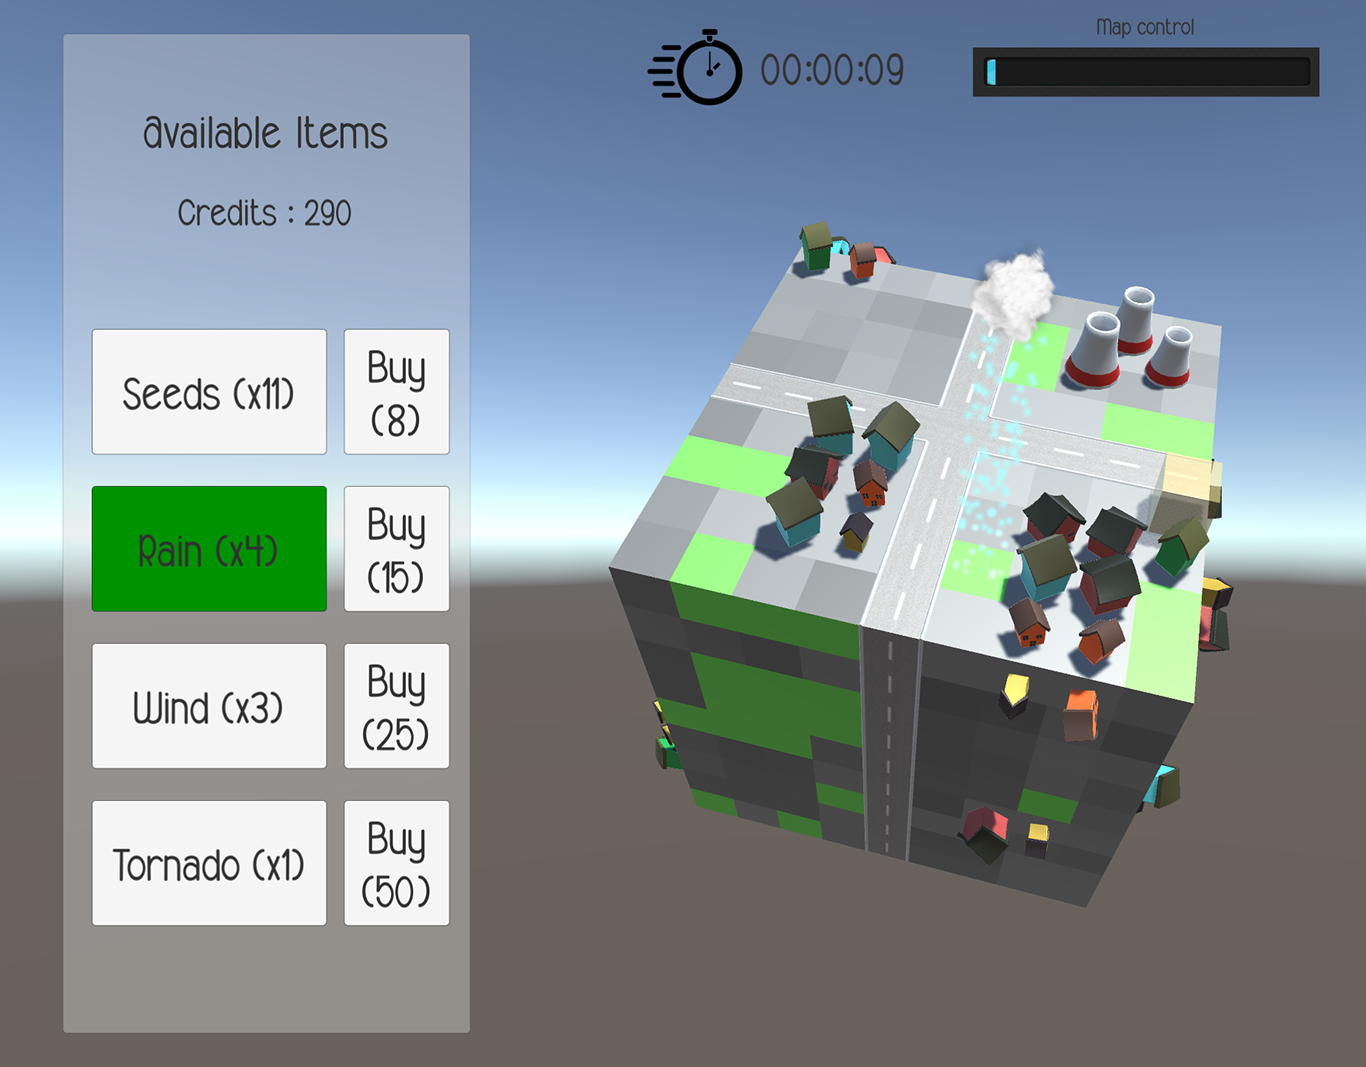 Map control
00:00:09
Available Items
Credits : 290
Seeds (x11)
Buy
(8)
Rain (x4)
Buy
(15)
Wind (x3)
Buy
(25)
Tornado (x1)
Buy
(50)